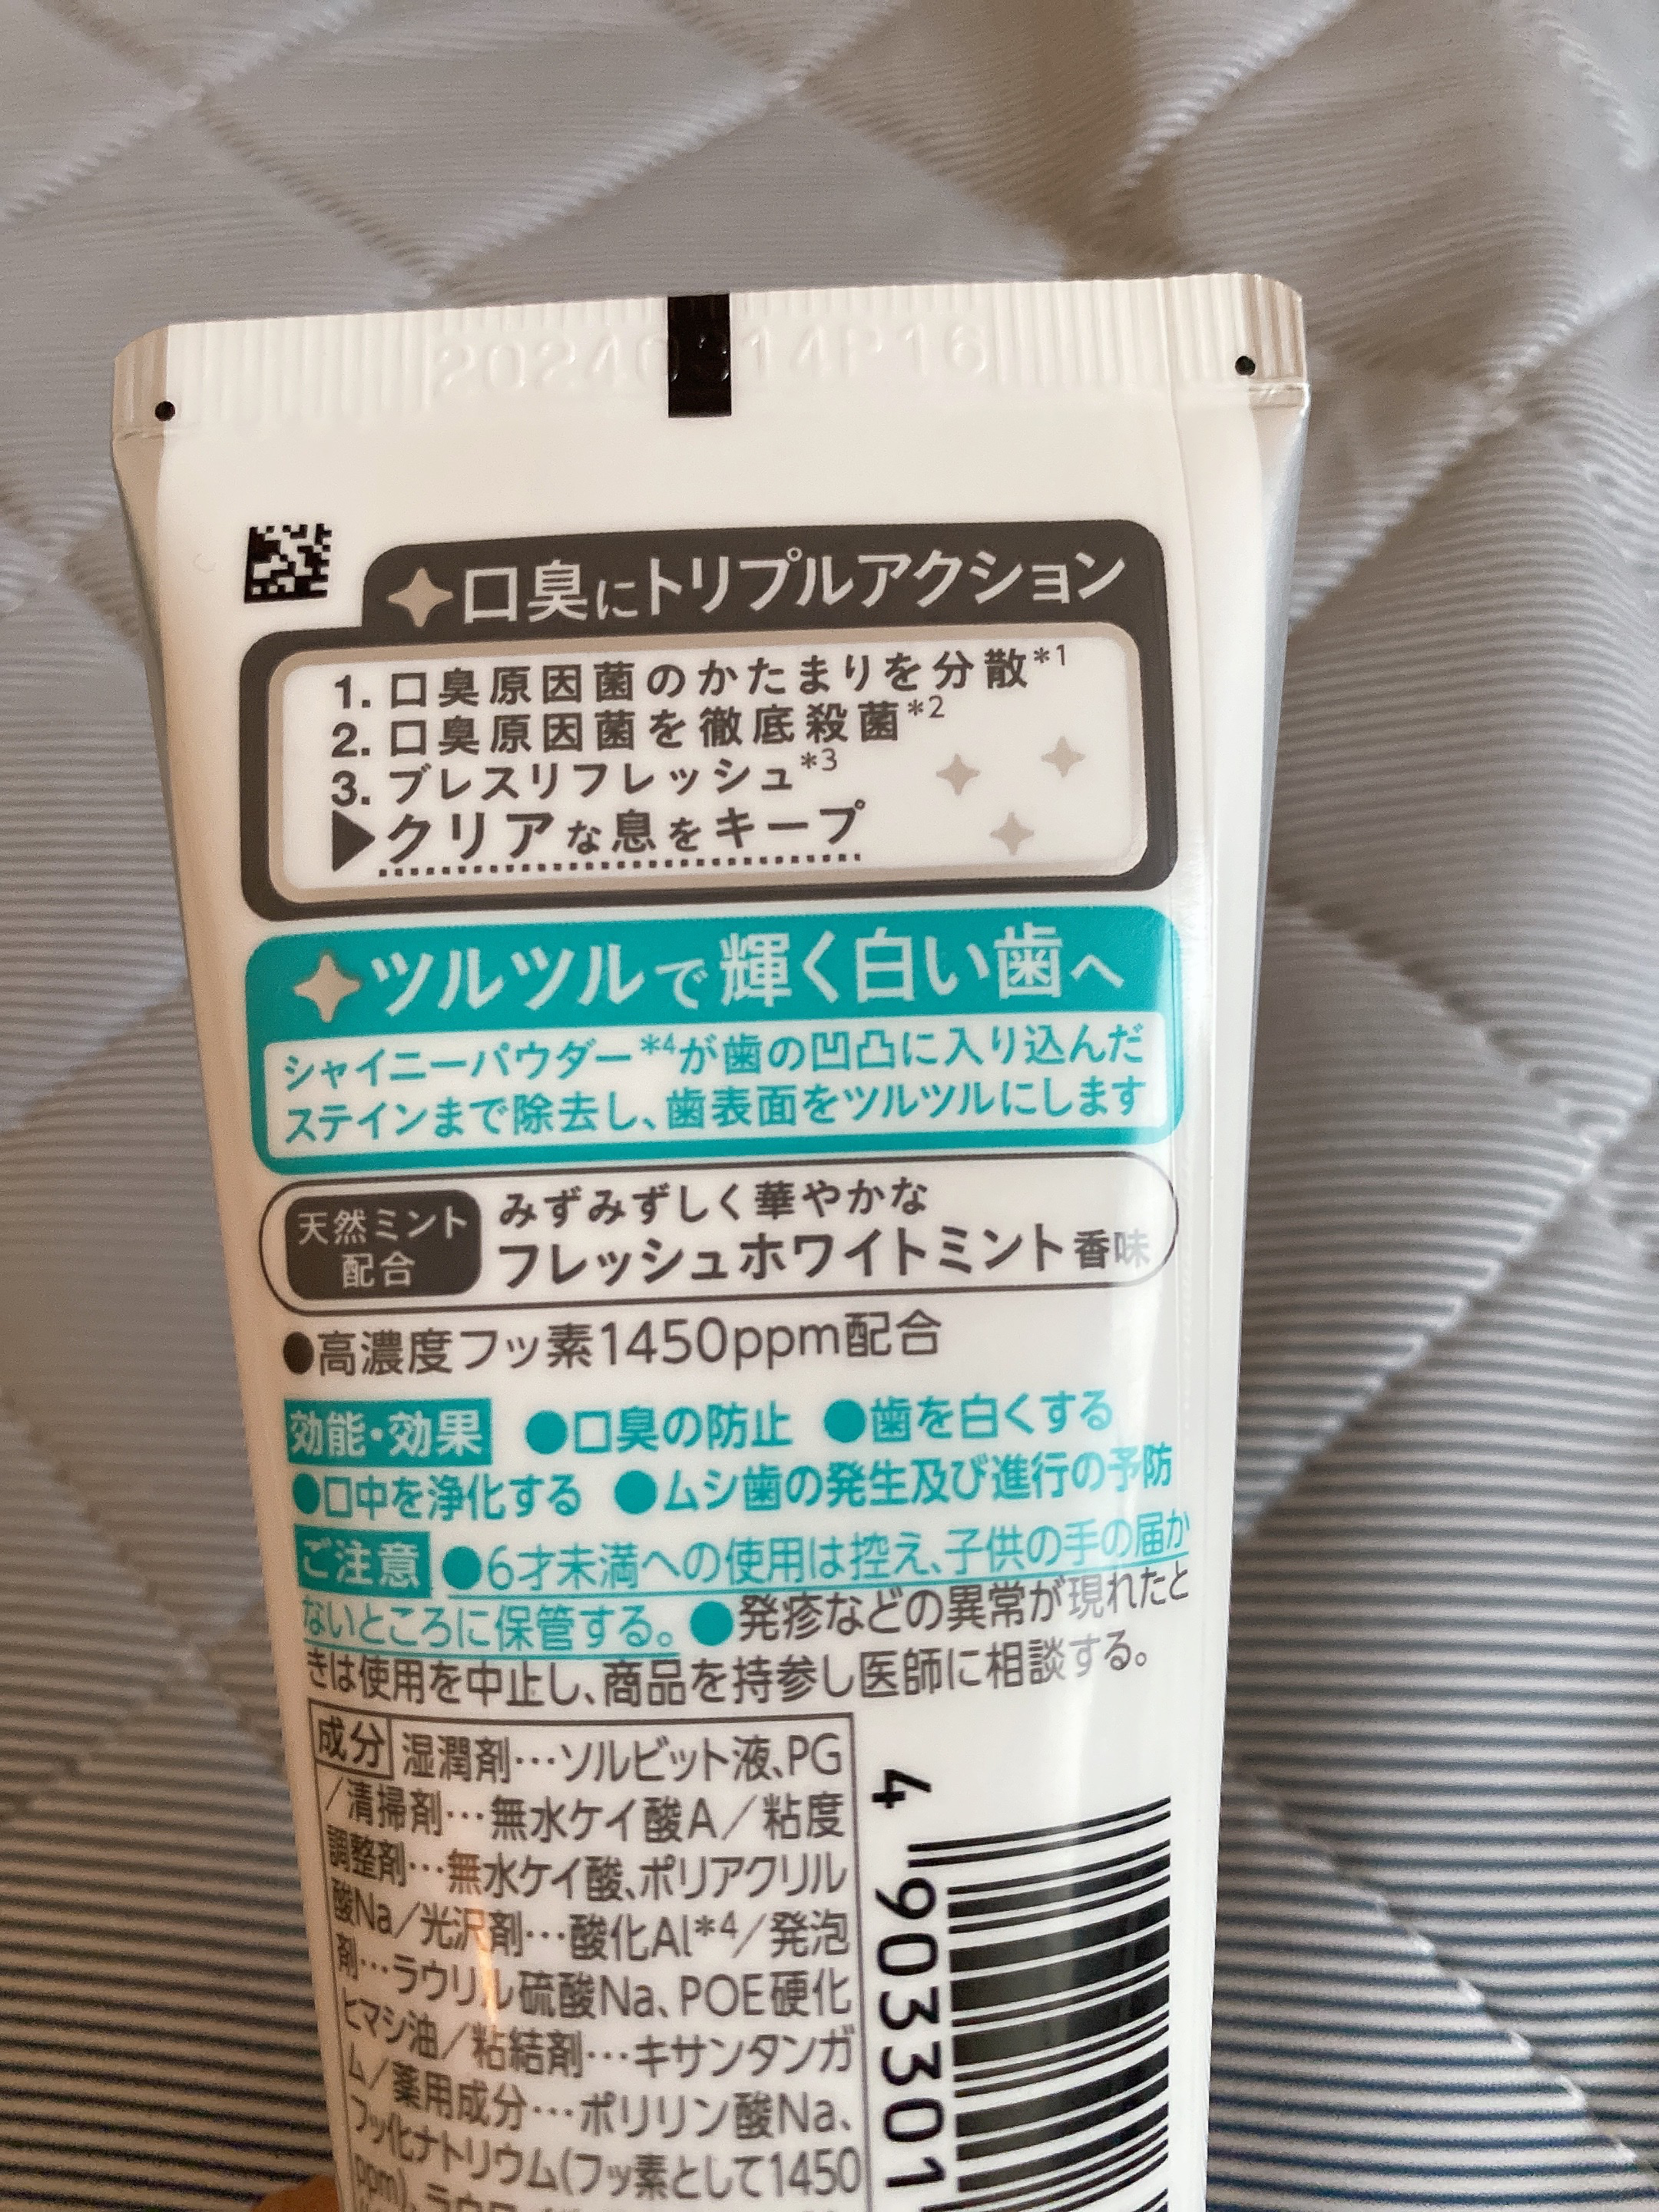 口臭にトリプルアクション
1. 口臭原因菌のかたまりを分散*1
2. 口臭原因菌を徹底殺菌*2
3. ブレスリフレッシュ*3
▶クリアな息をキープ
ツルツルで輝く白い歯へ
シャイニーパウダー*4が歯の凹凸に入り込んだ
ステインまで除去し、歯表面をツルツルにします
天然ミント
配合
みずみずしく華やかな
フレッシュホワイトミント香味
●高濃度フッ素1450ppm配合
効能・効果 ●口臭の防止 ●歯を白くする
●口中を浄化する ●ムシ歯の発生及び進行の予防
ご注意 ●6才未満への使用は控え、子供の手の届か
ないところに保管する。●発疹などの異常が現れたと
きは使用を中止し、商品を持参し医師に相談する。
成分 湿潤剤…ソルビット液、PG
/清掃剤…無水ケイ酸A/粘度
調整剤…無水ケイ酸、ポリアクリル
酸Na/光沢剤…酸化Al*4/発泡
剤…ラウリル硫酸Na、POE硬化
ヒマシ油/粘結剤…キサンタンガ
ム/薬用成分…ポリリン酸Na、
フッ化ナトリウム(フッ素として1450
ppm)、
4 903301